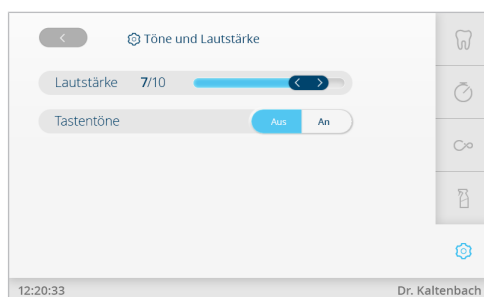 Töne und Lautstärke
Lautstärke 7/10
Tastentöne Aus An
12:20:33 Dr. Kaltenbach